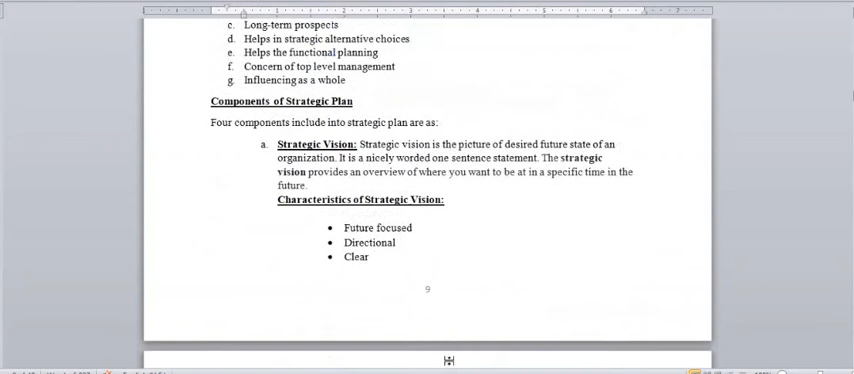 c. Long-term prospects
d. Helps in strategic alternative choices
e. Helps the functional planning
f. Concern of top level management
g. Influencing as a whole
Components of Strategic Plan
Four components include into strategic plan are as:
a. Strategic Vision: Strategic vision is the picture of desired future state of an
organization. It is a nicely worded one sentence statement. The strategic
vision provides an overview of where you want to be at in a specific time in the
future.
Characteristics of Strategic Vision:
• Future focused
• Directional
• Clear
9